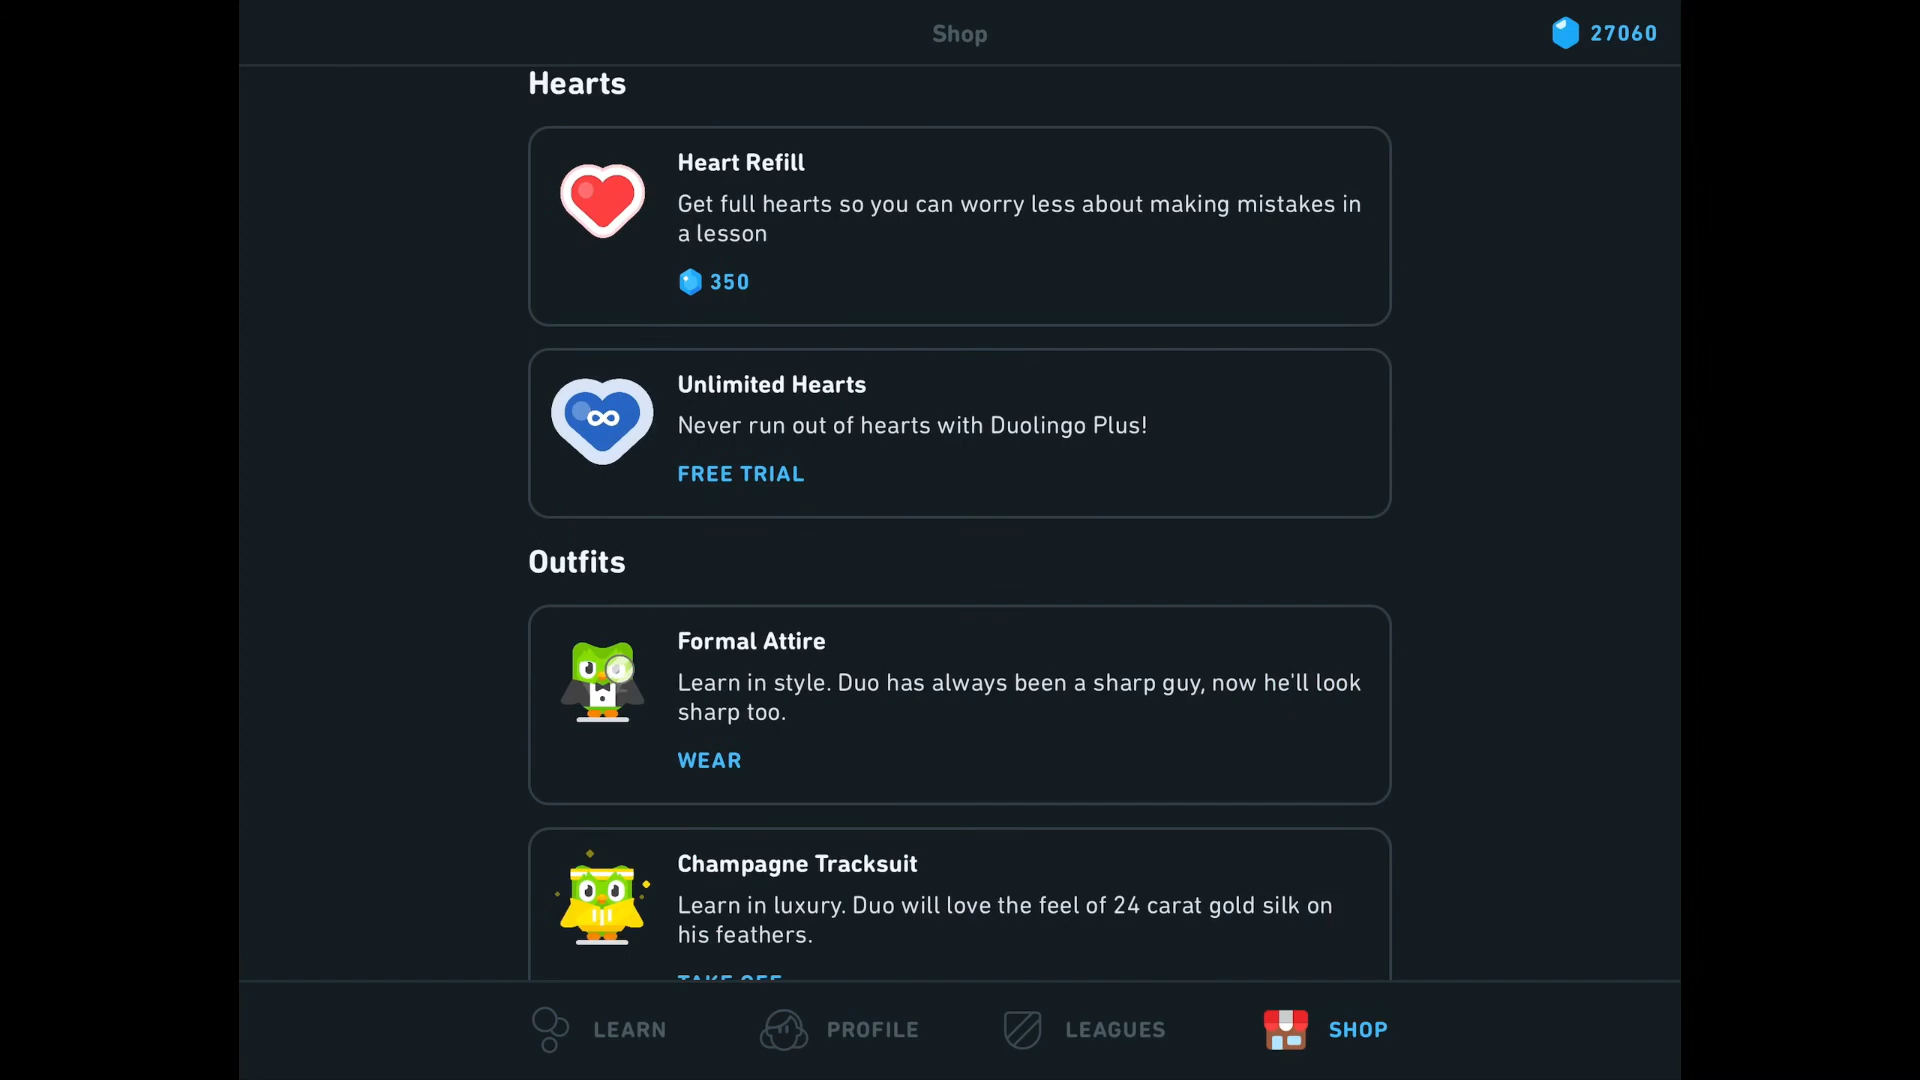 Shop
27060
Hearts
Heart Refill
Get full hearts so you can worry less about making mistakes in
a lesson
350
Unlimited Hearts
Never run out of hearts with Duolingo Plus!
FREE TRIAL
Outfits
Formal Attire
Learn in style. Duo has always been a sharp guy, now he'll look
sharp too.
WEAR
Champagne Tracksuit
Learn in luxury. Duo will love the feel of 24 carat gold silk on
his feathers.
TAKE OFF
LEARN
PROFILE
LEAGUES
SHOP